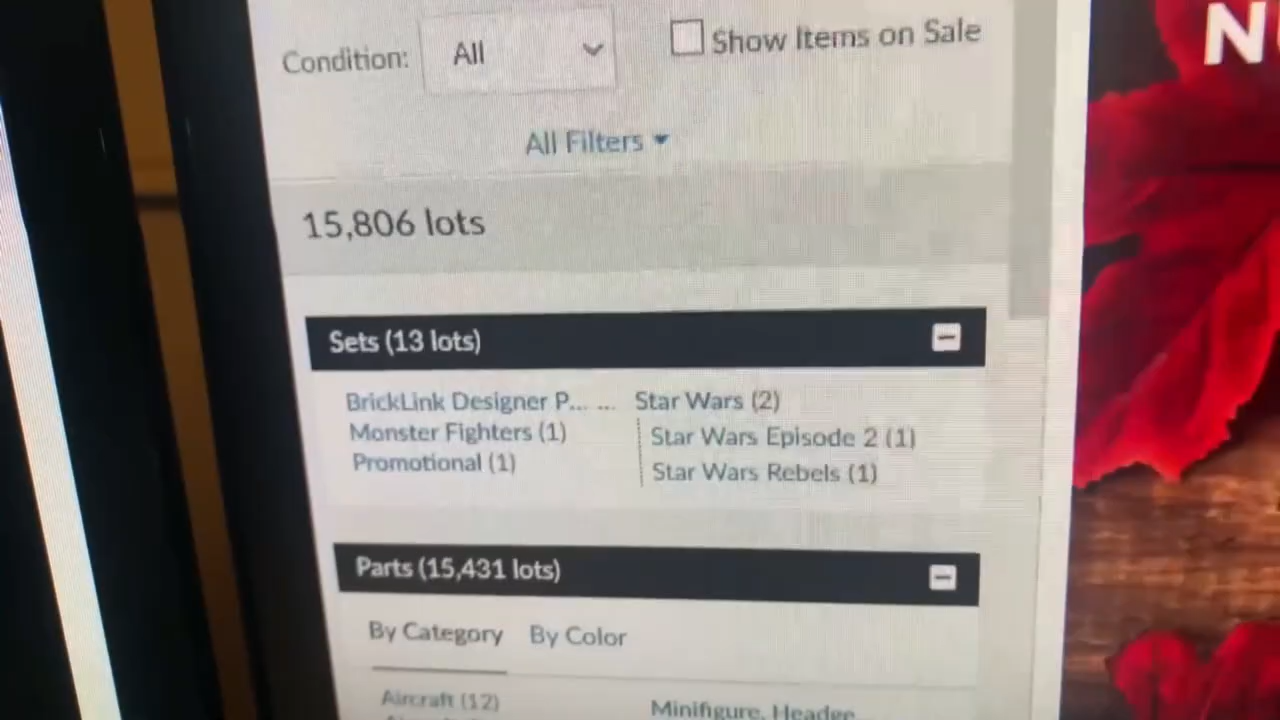 Condition: All
Show Items on Sale
All Filters
15,806 lots
Sets (13 lots)
BrickLink Designer P... ...
Monster Fighters (1)
Promotional (1)
Star Wars (2)
Star Wars Episode 2 (1)
Star Wars Rebels (1)
Parts (15,431 lots)
By Category By Color
Aircraft (12)
Minifigure, Headge...